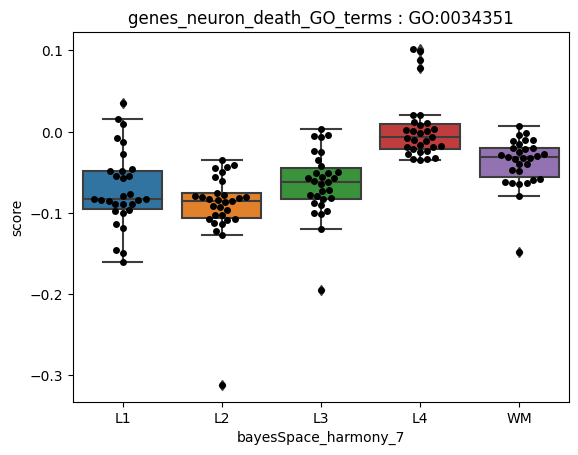 genes_neuron_death_GO_terms : GO:0034351
0.1
0.0
−0.1
−0.2
−0.3
score
L1 L2 L3 L4 WM
bayesSpace_harmony_7